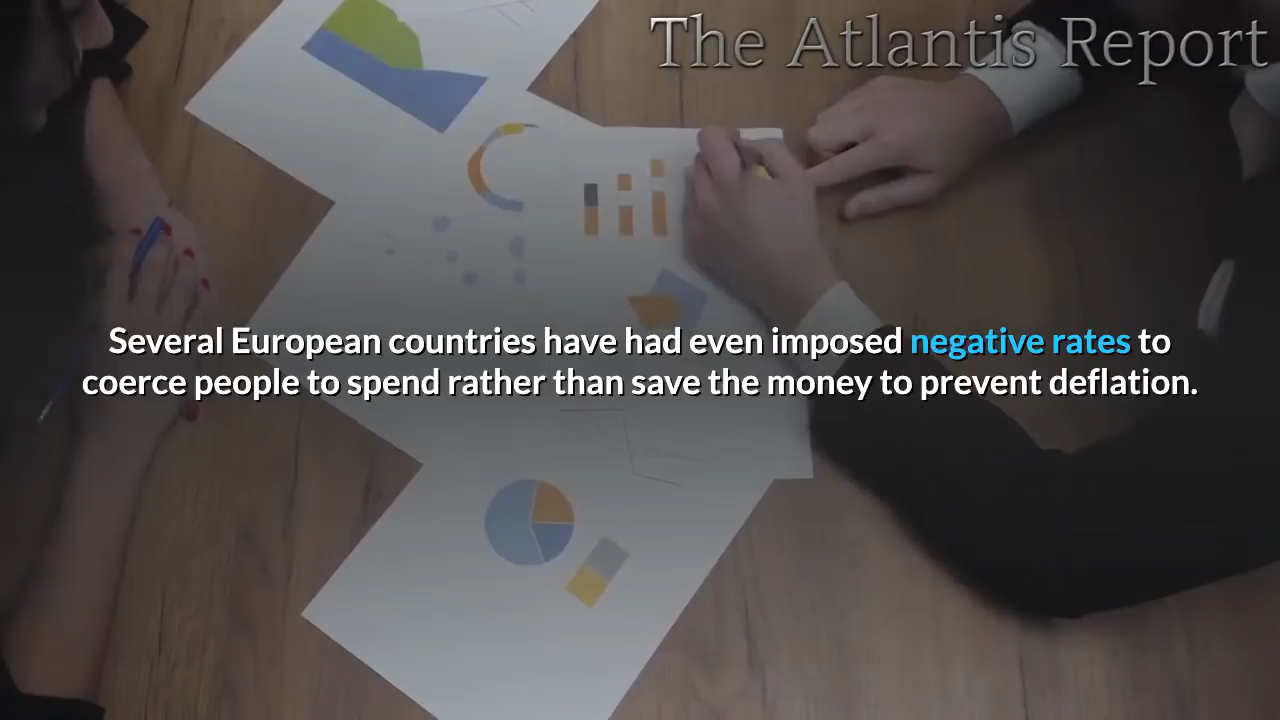 The Atlantis Report
Several European countries have had even imposed negative rates to
coerce people to spend rather than save the money to prevent deflation.